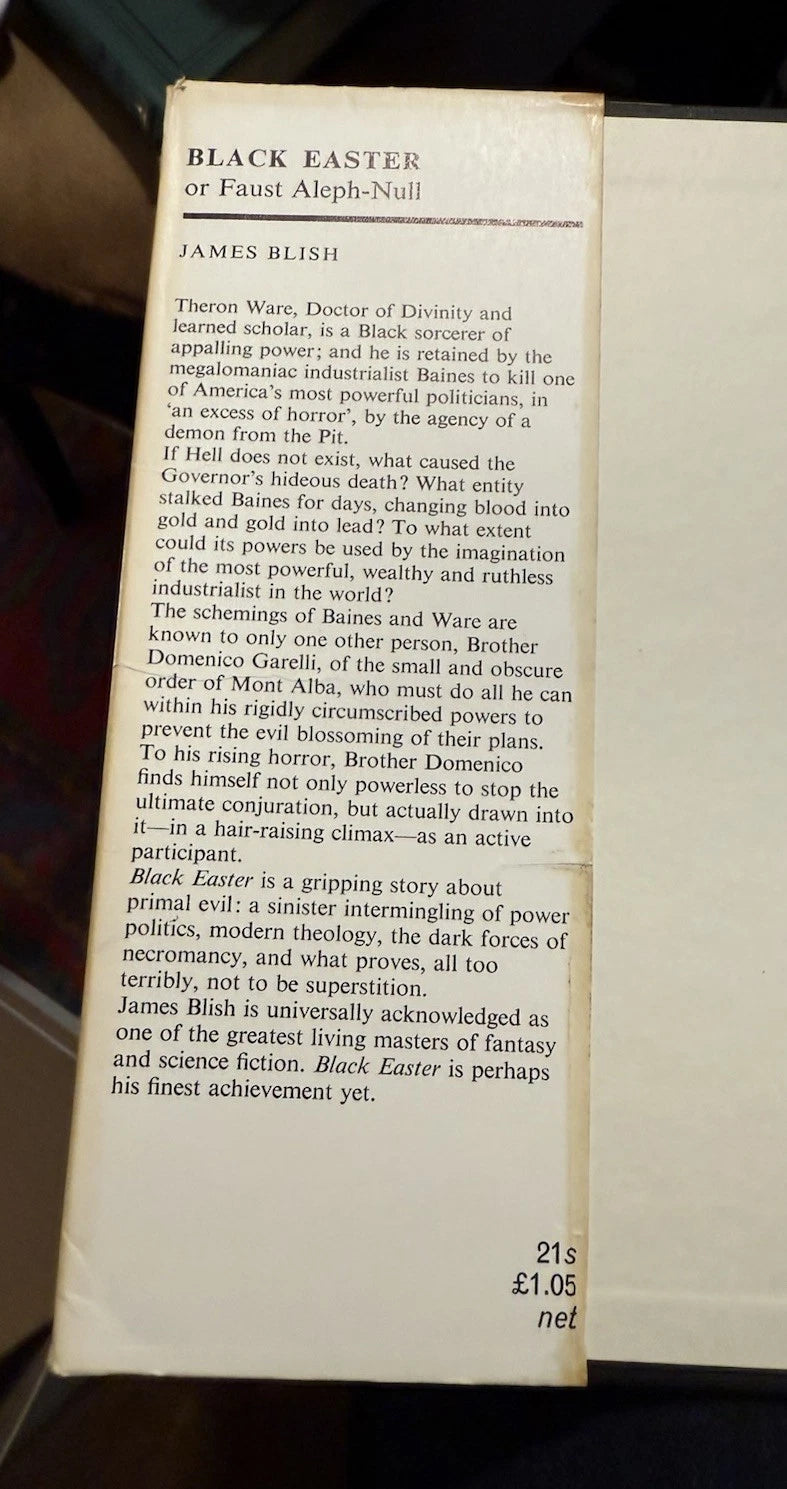 BLACK EASTER
or Faust Aleph-Null
JAMES BLISH
Theron Ware, Doctor of Divinity and
learned scholar, is a Black sorcerer of
appalling power; and he is retained by the
megalomaniac industrialist Baines to kill one
of America's most powerful politicians, in
'an excess of horror', by the agency of a
demon from the Pit.
If Hell does not exist, what caused the
Governor's hideous death? What entity
stalked Baines for days, changing blood into
gold and gold into lead? To what extent
could its powers be used by the imagination
of the most powerful, wealthy and ruthless
industrialist in the world?
The schemings of Baines and Ware are
known to only one other person, Brother
Domenico Garelli, of the small and obscure
order of Mont Alba, who must do all he can
within his rigidly circumscribed powers to
prevent the evil blossoming of their plans.
To his rising horror, Brother Domenico
finds himself not only powerless to stop the
ultimate conjuration, but actually drawn into
it—in a hair-raising climax—as an active
participant.
Black Easter is a gripping story about
primal evil: a sinister intermingling of power
politics, modern theology, the dark forces of
necromancy, and what proves, all too
terribly, not to be superstition.
James Blish is universally acknowledged as
one of the greatest living masters of fantasy
and science fiction. Black Easter is perhaps
his finest achievement yet.
21s
£1.05
net